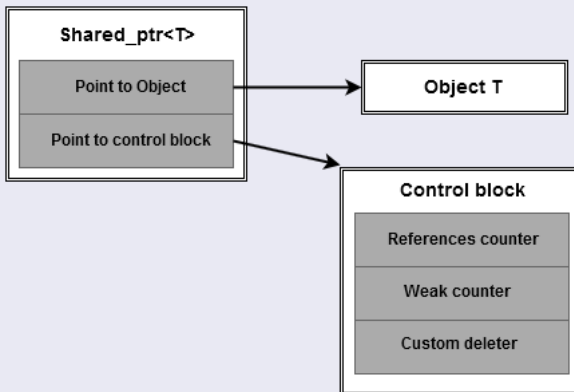 Shared_ptr<T>
Point to Object
Point to control block
Object T
Control block
References counter
Weak counter
Custom deleter